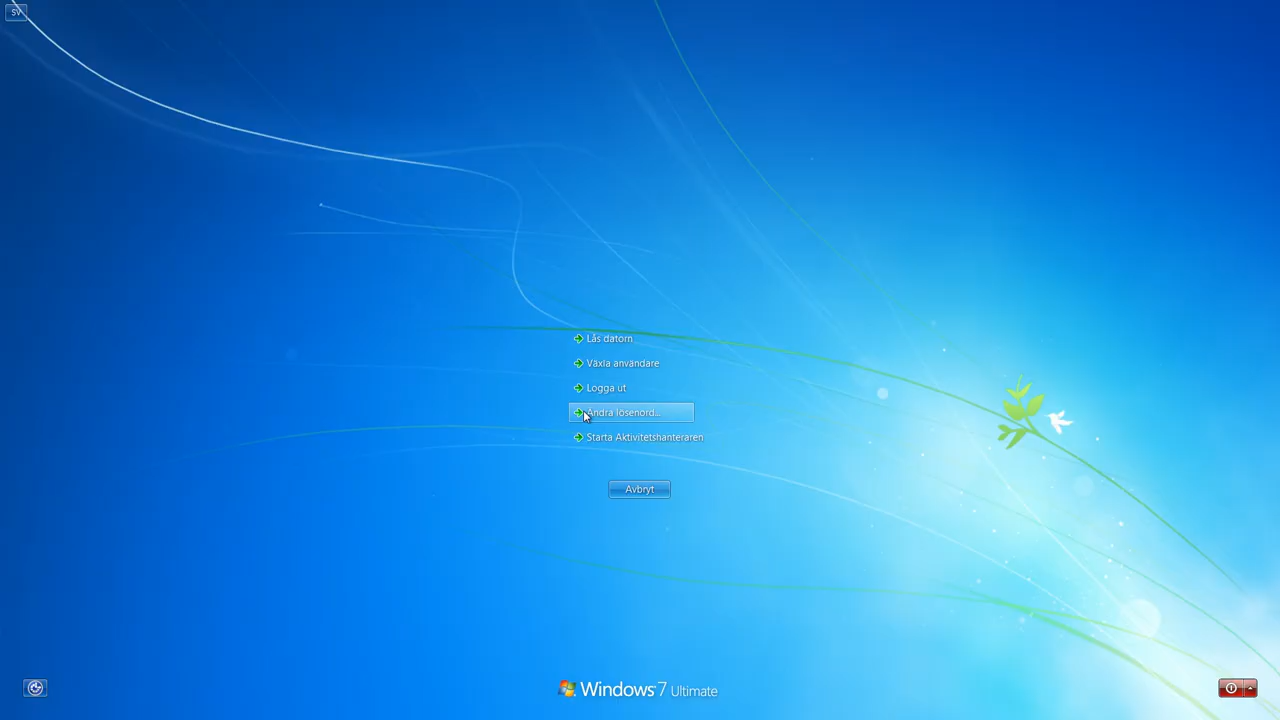 SV
Lås datorn
Växla användare
Logga ut
Ändra lösenord...
Starta Aktivitetshanteraren
Avbryt
Windows 7 Ultimate